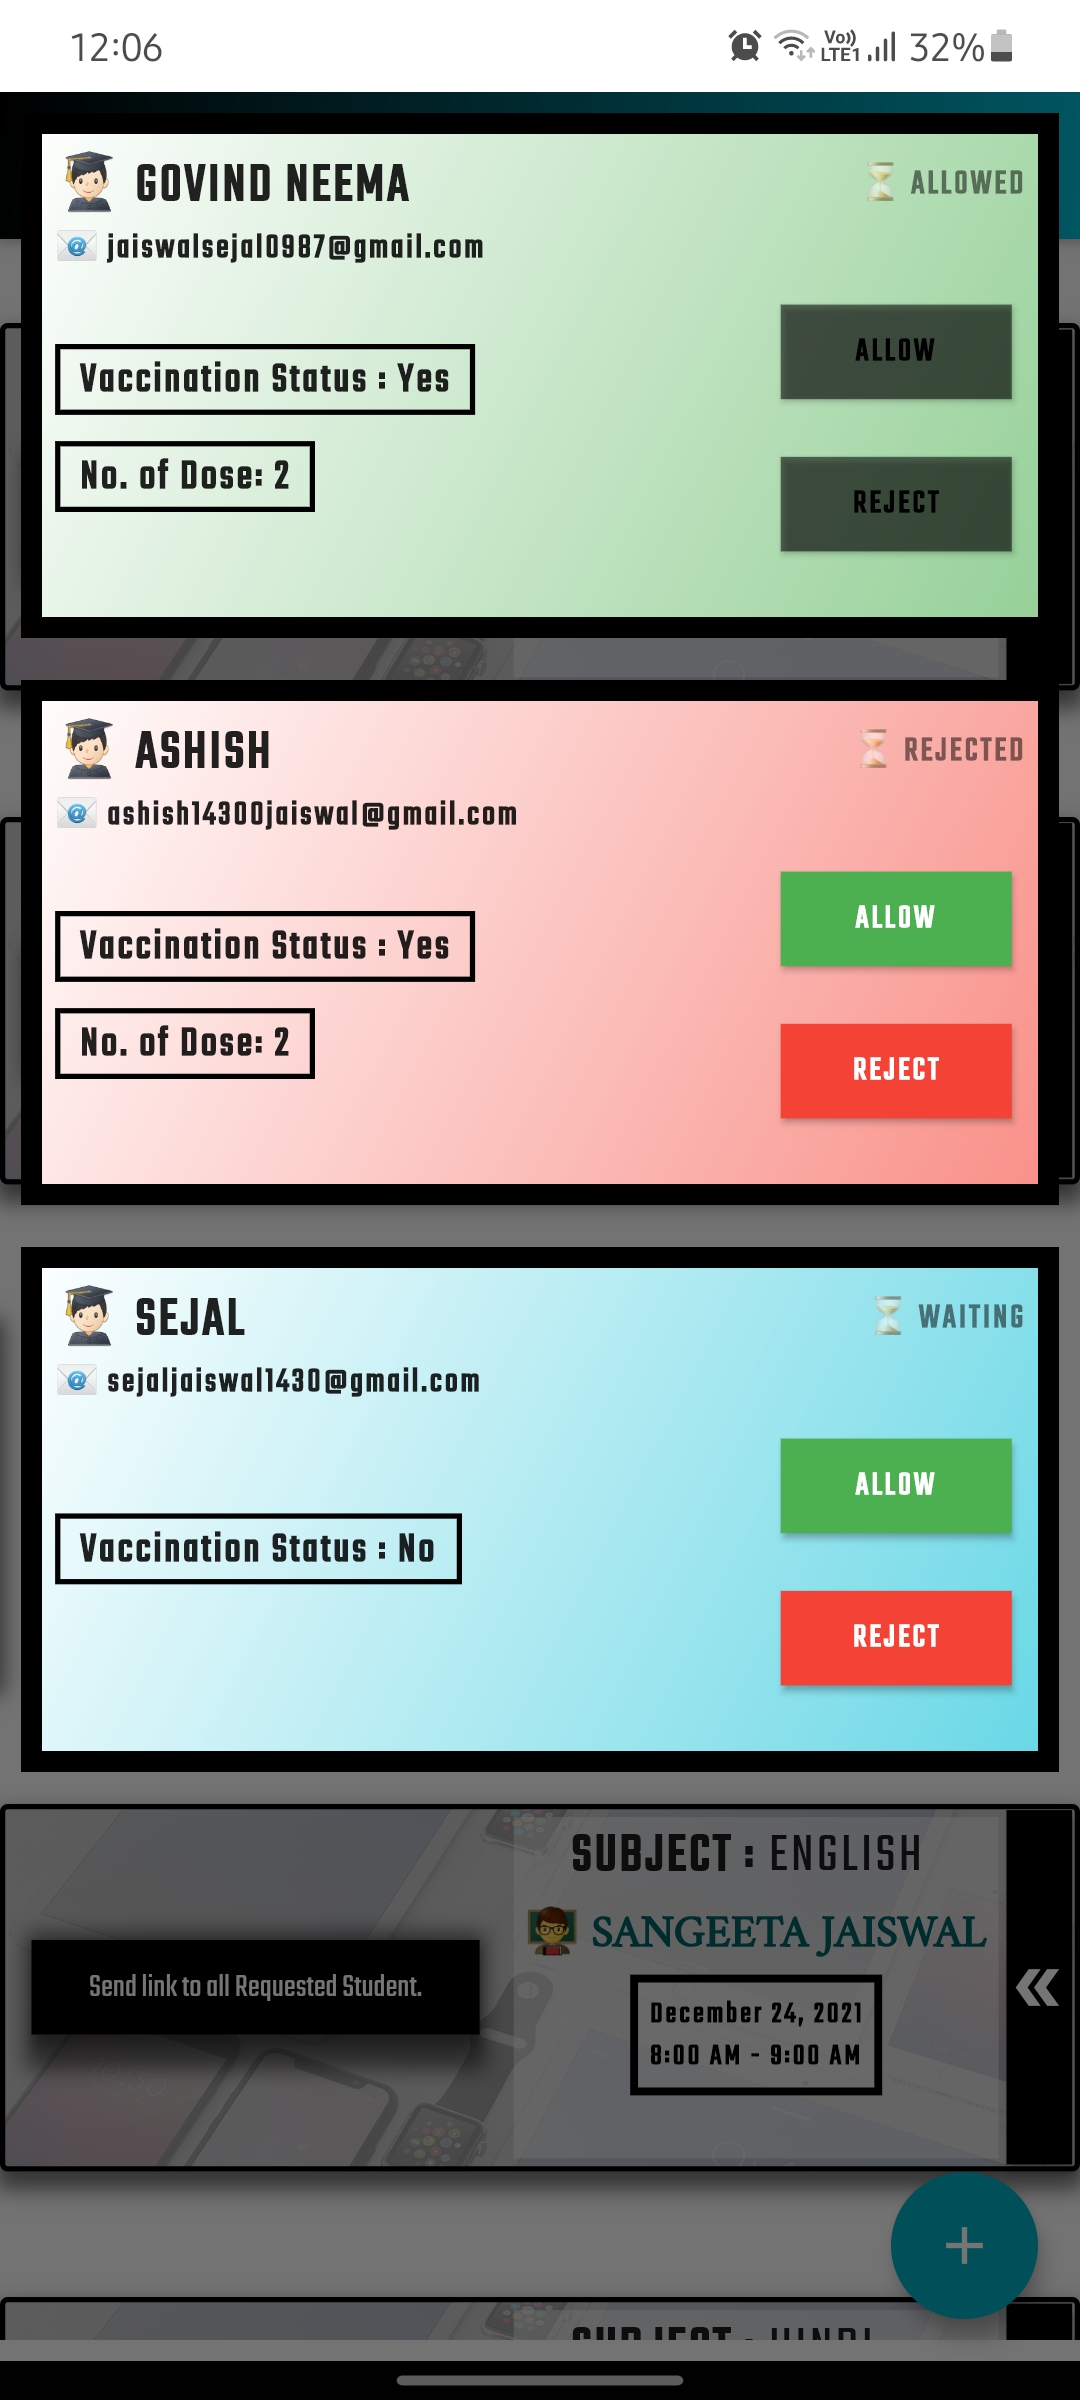 12:06
Vo)) LTE1 32%
GOVIND NEEMA
ALLOWED
jaiswalsejal0987@gmail.com
ALLOW
Vaccination Status : Yes
No. of Dose: 2
REJECT
ASHISH
REJECTED
ashish14300jaiswal@gmail.com
ALLOW
Vaccination Status : Yes
No. of Dose: 2
REJECT
SEJAL
WAITING
sejaljaiswal1430@gmail.com
ALLOW
Vaccination Status : No
REJECT
SUBJECT : ENGLISH
SANGEETA JAISWAL
Send link to all Requested Student.
December 24, 2021
8:00 AM - 9:00 AM
SUBJECT : HINDI